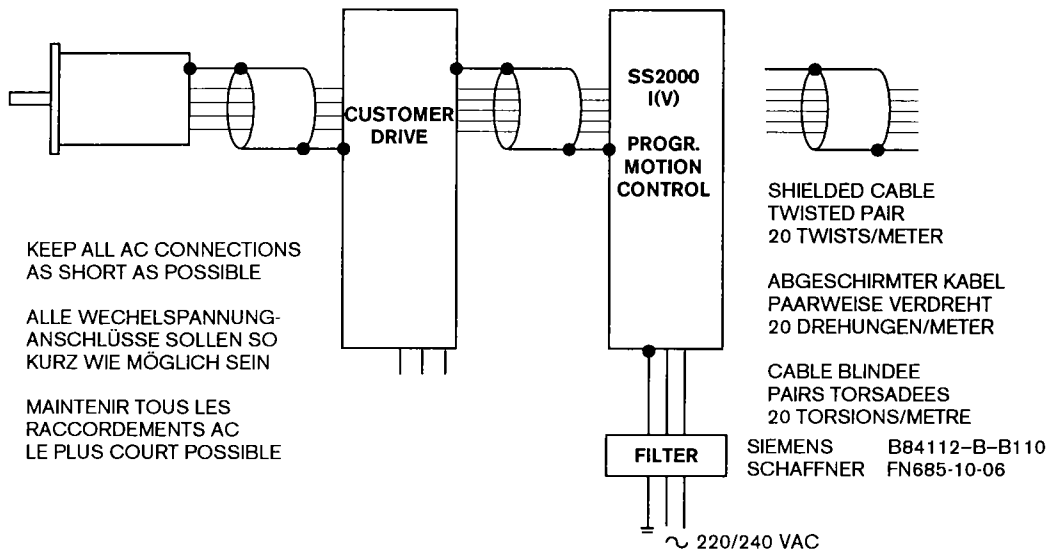 CUSTOMER
DRIVE
SS2000
I(V)
PROGR.
MOTION
CONTROL
SHIELDED CABLE
TWISTED PAIR
20 TWISTS/METER
ABGESCHIRMTER KABEL
PAARWEISE VERDREHT
20 DREHUNGEN/METER
CABLE BLINDEE
PAIRS TORSADEES
20 TORSIONS/METRE
KEEP ALL AC CONNECTIONS
AS SHORT AS POSSIBLE
ALLE WECHELSPANNUNG-
ANSCHLÜSSE SOLLEN SO
KURZ WIE MÖGLICH SEIN
MAINTENIR TOUS LES
RACCORDEMENTS AC
LE PLUS COURT POSSIBLE
FILTER
SIEMENS B84112-B-B110
SCHAFFNER FN685-10-06
220/240 VAC